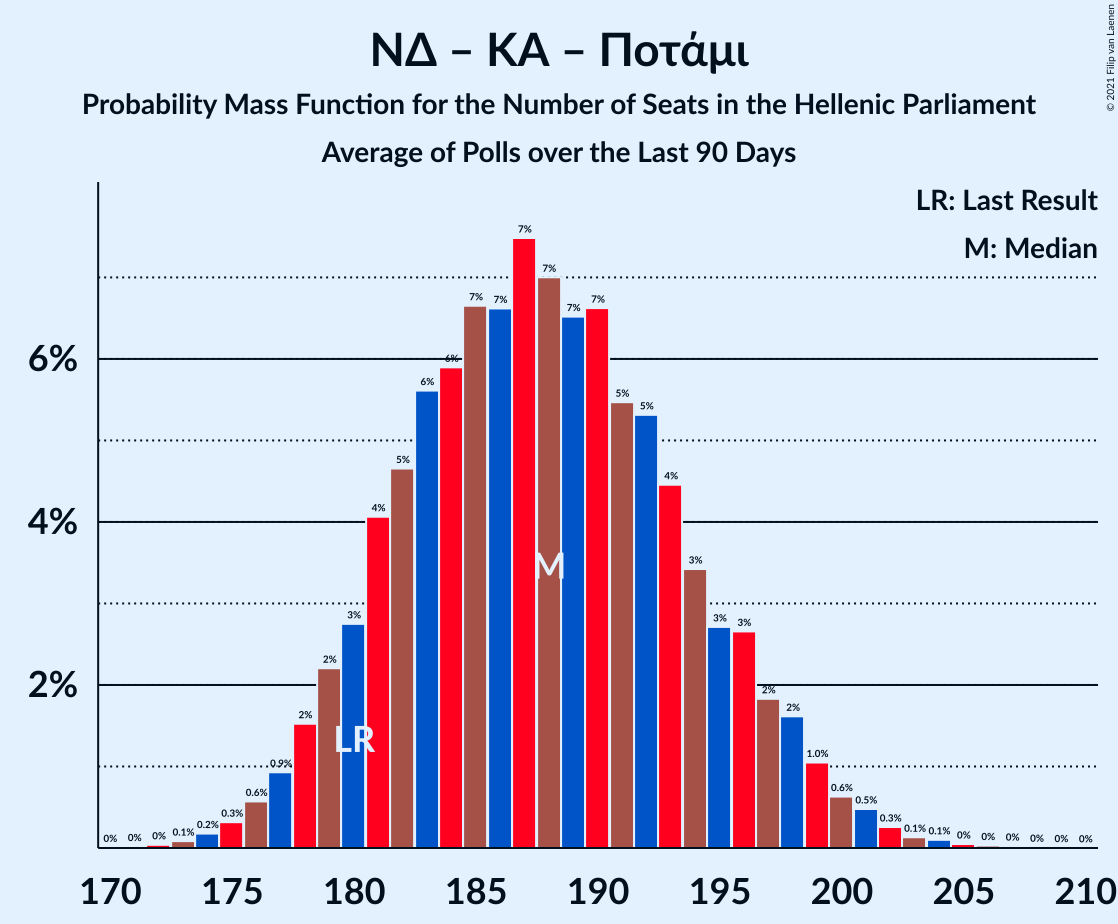 ΝΔ – ΚΑ – Ποτάμι
Probability Mass Function for the Number of Seats in the Hellenic Parliament
Average of Polls over the Last 90 Days
© 2021 Filip van Laenen
LR: Last Result
M: Median
6%
4%
2%
0% 0% 0% 0.1% 0.2% 0.3% 0.6% 0.9% 2% 2% 3% 4% 5% 6% 6% 7% 7% 7% 7% 7% 7% 5% 5% 4% 3% 3% 3% 2% 2% 1.0% 0.6% 0.5% 0.3% 0.1% 0.1% 0% 0% 0% 0% 0% 0%
M
LR
170 175 180 185 190 195 200 205 210